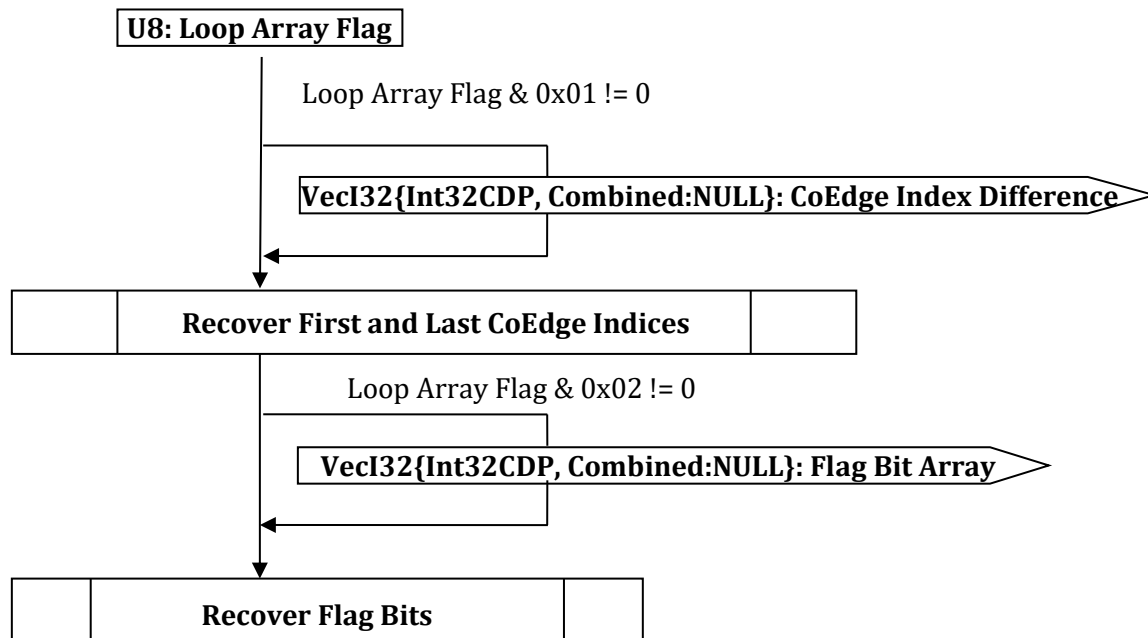 U8: Loop Array Flag
Loop Array Flag & 0x01 != 0
VecI32{Int32CDP, Combined:NULL}: CoEdge Index Difference
Recover First and Last CoEdge Indices
Loop Array Flag & 0x02 != 0
VecI32{Int32CDP, Combined:NULL}: Flag Bit Array
Recover Flag Bits